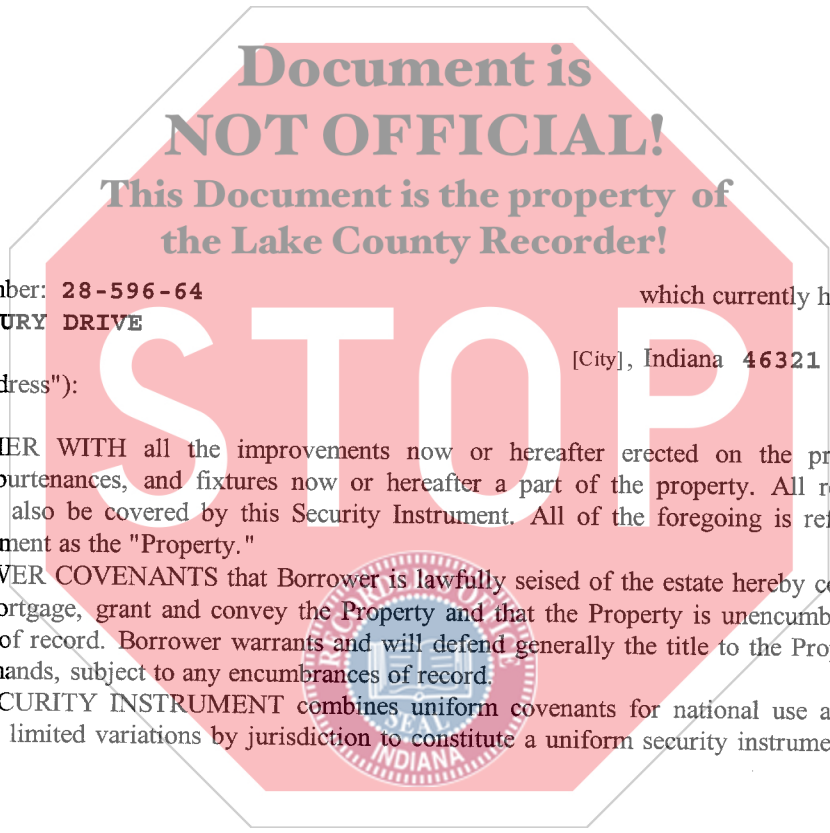 Document is
NOT OFFICIAL!
This Document is the property of
the Lake County Recorder!
nber: 28-596-64
which currently h
URY DRIVE
[City], Indiana 46321
dress"):
STOP
IER WITH all the improvements now or hereafter erected on the pr
purtenances, and fixtures now or hereafter a part of the property. All r
also be covered by this Security Instrument. All of the foregoing is ref
ment as the "Property."
WER COVENANTS that Borrower is lawfully seised of the estate hereby c
ortgage, grant and convey the Property and that the Property is unencumb
of record. Borrower warrants and will defend generally the title to the Pro
nands, subject to any encumbrances of record.
CURITY INSTRUMENT combines uniform covenants for national use a
limited variations by jurisdiction to constitute a uniform security instrume
RECORDER'S OFFICE
SEAL
INDIANA